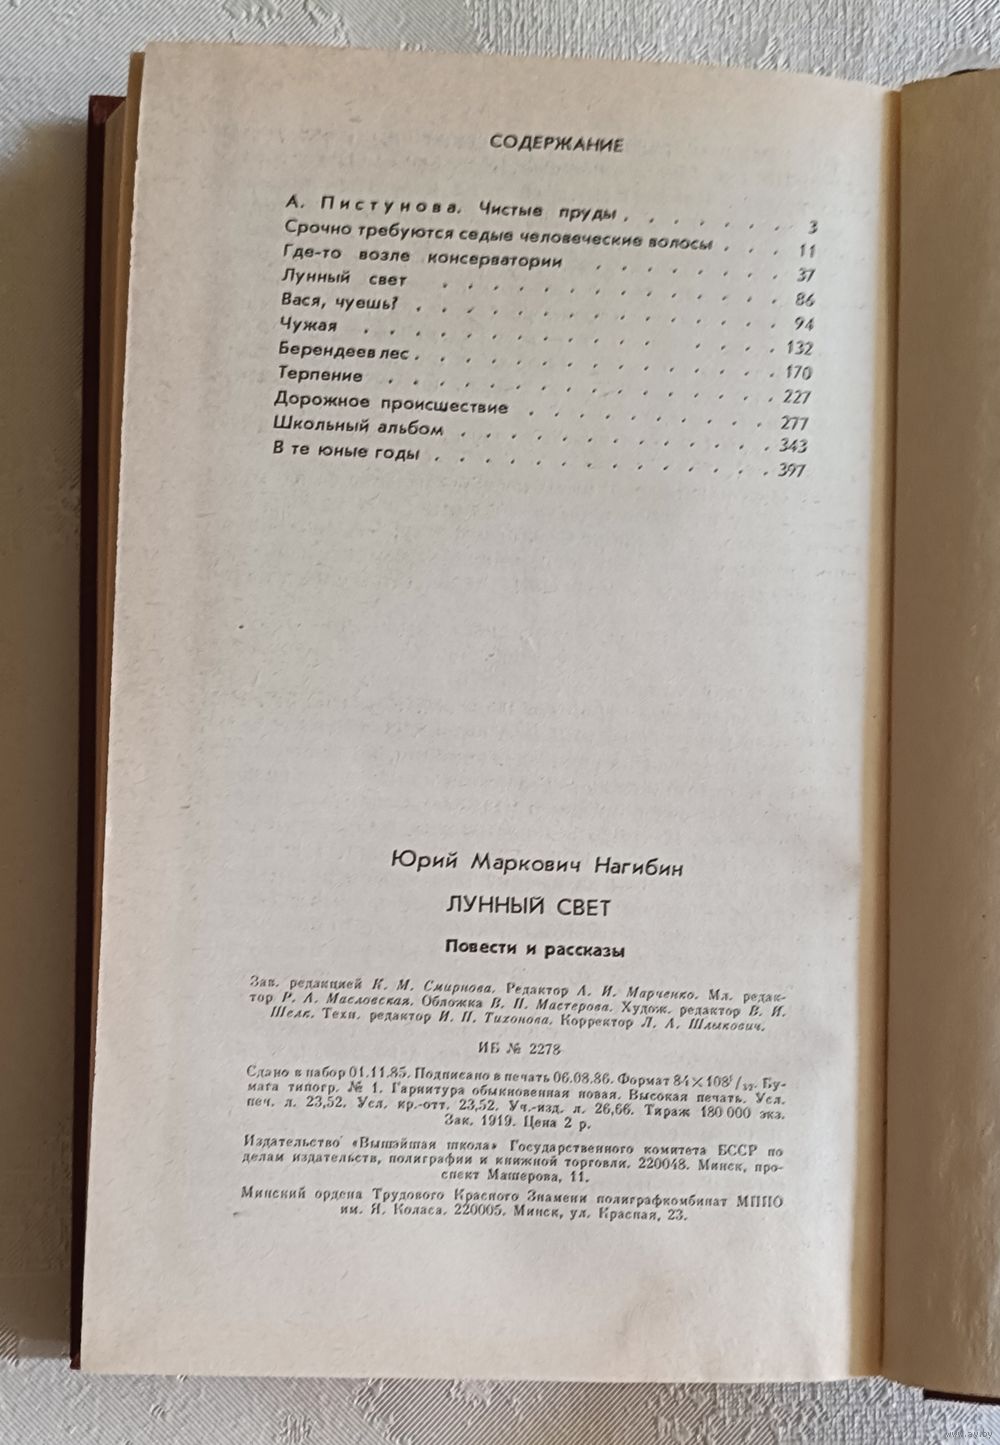 СОДЕРЖАНИЕ
А. Пистунова. Чистые пруды . . . . . . . 3
Срочно требуются седые человеческие волосы . . . 11
Где-то возле консерватории . . . . . . . . 37
Лунный свет . . . . . . . . . . . . . . 86
Вася, чуешь? . . . . . . . . . . . . . . 94
Чужая . . . . . . . . . . . . . . . . 132
Берендеев лес . . . . . . . . . . . . . . 170
Терпение . . . . . . . . . . . . . . . 227
Дорожное происшествие . . . . . . . . . . 277
Школьный альбом . . . . . . . . . . . . . 343
В те юные годы . . . . . . . . . . . . . . 397
Юрий Маркович Нагибин
ЛУННЫЙ СВЕТ
Повести и рассказы
Зав. редакцией К. М. Смирнова. Редактор Л. И. Марченко. Мл. редак-
тор Р. Л. Масловская. Обложка В. П. Мастерова. Худож. редактор В. И.
Шелк. Техн. редактор И. П. Тихонова. Корректор Л. А. Шлыкович.
ИБ № 2278
Сдано в набор 01.11.85. Подписано в печать 06.08.86. Формат 84×108¹/₃₂. Бу-
мага типогр. № 1. Гарнитура обыкновенная новая. Высокая печать. Усл.
печ. л. 23,52. Усл. кр.-отт. 23,52. Уч.-изд. л. 26,66. Тираж 180 000 экз.
Зак. 1919. Цена 2 р.
Издательство «Вышэйшая школа» Государственного комитета БССР по
делам издательств, полиграфии и книжной торговли. 220048. Минск, про-
спект Машерова, 11.
Минский ордена Трудового Красного Знамени полиграфкомбинат МППО
им. Я. Коласа. 220005. Минск, ул. Красная, 23.
www.ay.by